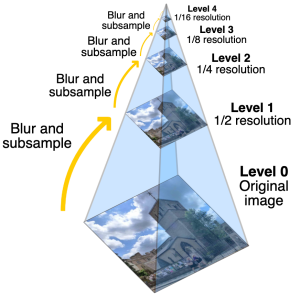 Level 4
1/16 resolution
Blur and
subsample
Level 3
1/8 resolution
Blur and
subsample
Level 2
1/4 resolution
Blur and
subsample
Level 1
1/2 resolution
Blur and
subsample
Level 0
Original
image